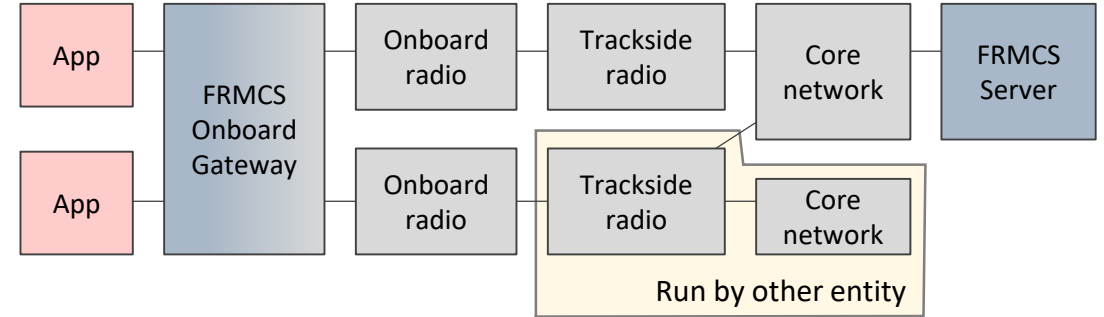 App
FRMCS
Onboard
Gateway
Onboard
radio
Trackside
radio
Core
network
FRMCS
Server
App
Onboard
radio
Trackside
radio
Core
network
Run by other entity